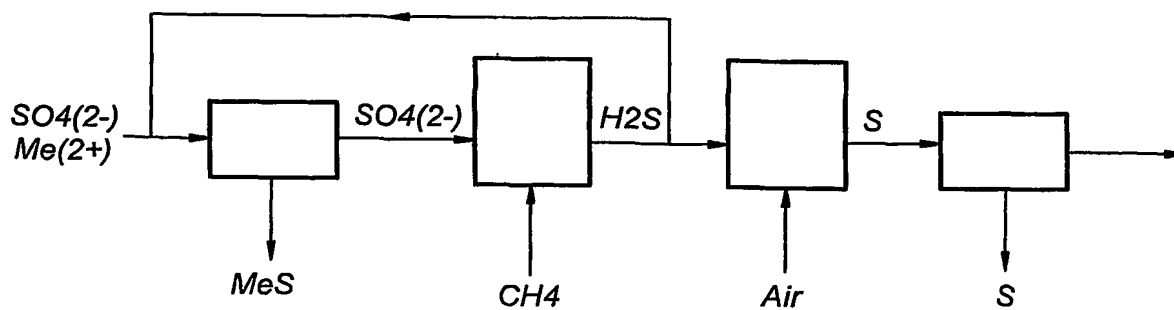 SO4(2-)
Me(2+)
SO4(2-)
H2S
S
MeS
CH4
Air
S